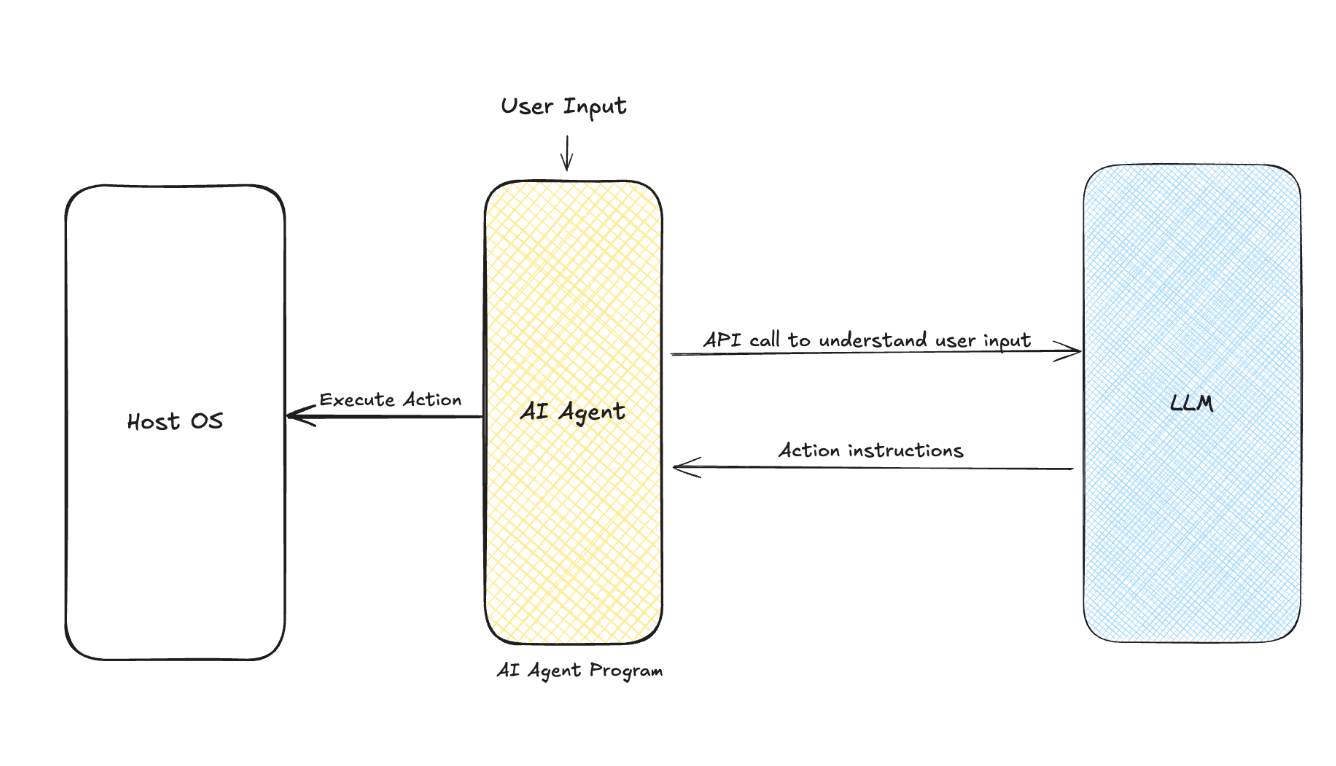 User Input
API call to understand user input
Execute Action
Host OS
AI Agent
LLM
Action instructions
AI Agent Program